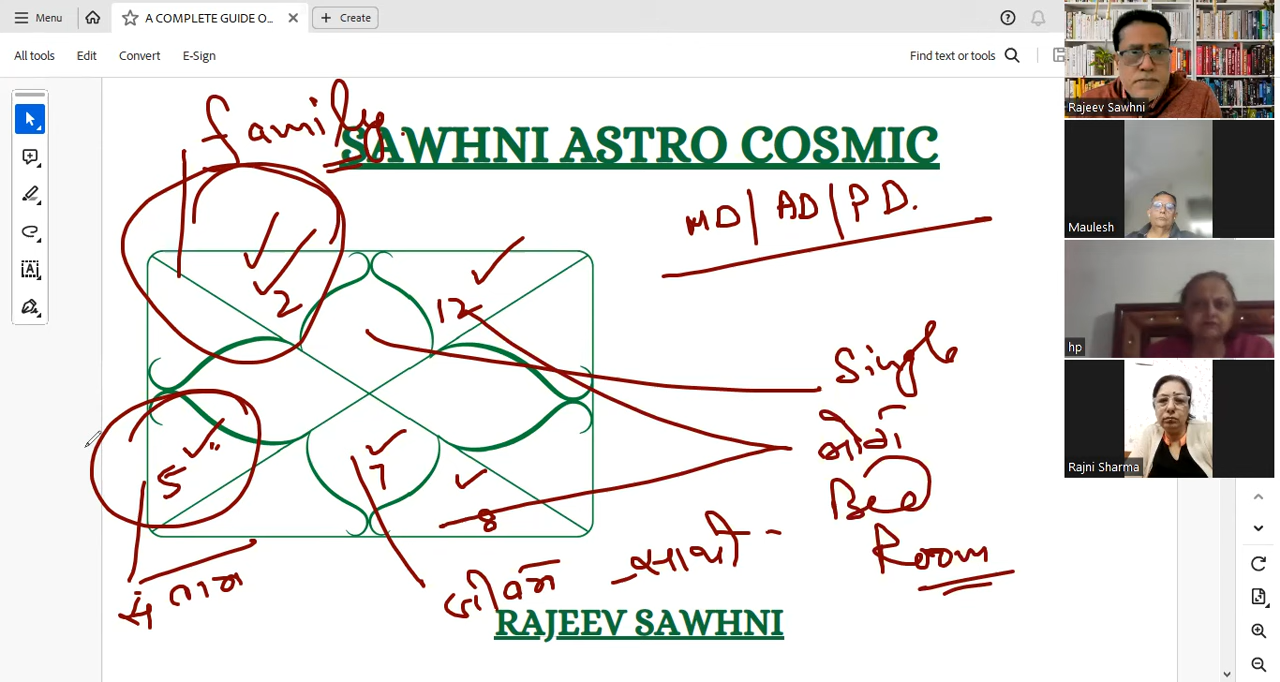 Menu
A COMPLETE GUIDE O...
Create
All tools
Edit
Convert
E-Sign
Find text or tools
Rajeev Sawhni
Maulesh
hp
Rajni Sharma
family
SAWHNI ASTRO COSMIC
MD/AD/PD.
2
12
Single
5
7
Bed
8
Room
संतान
जीवन साथी -
RAJEEV SAWHNI